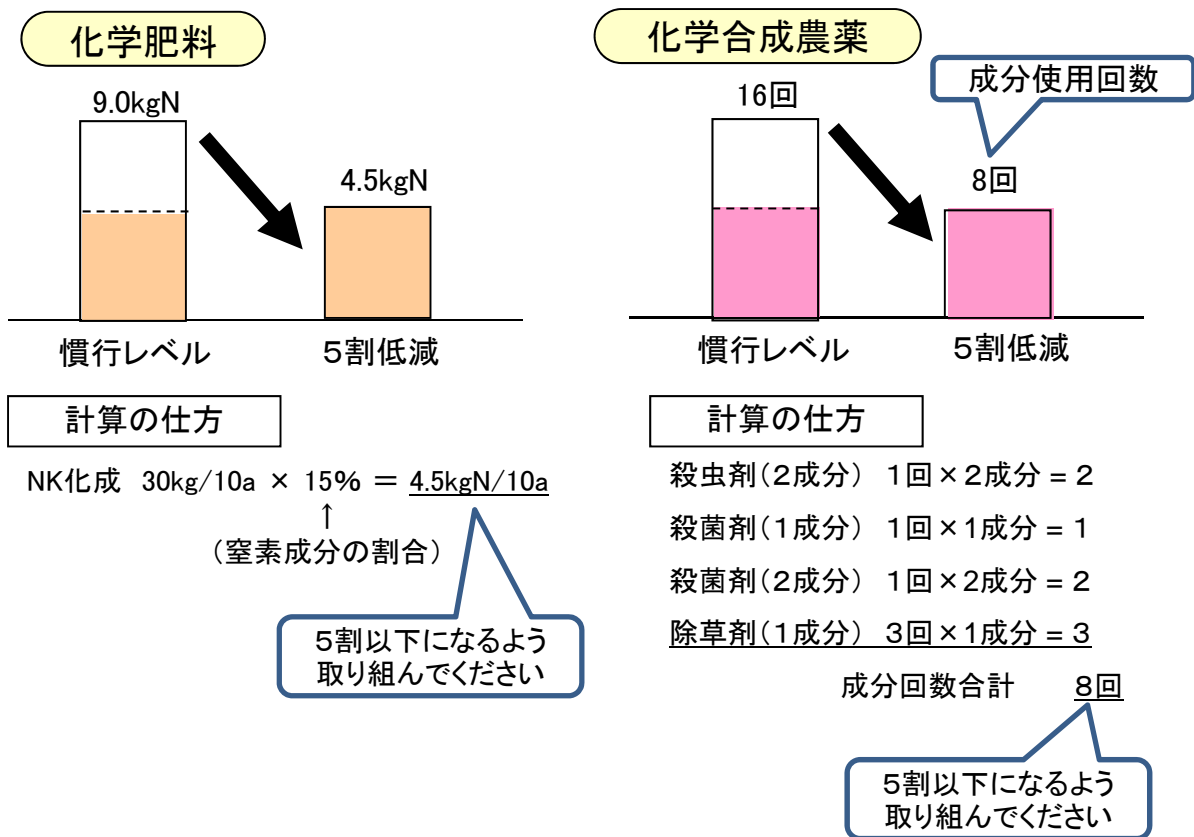 化学肥料
9.0kgN
4.5kgN
慣行レベル
５割低減
計算の仕方
NK化成 30kg/10a × 15% ＝ 4.5kgN/10a
↑
（窒素成分の割合）
５割以下になるよう
取り組んでください
化学合成農薬
成分使用回数
16回
8回
慣行レベル
５割低減
計算の仕方
殺虫剤（２成分） １回×２成分 = ２
殺菌剤（１成分） １回×１成分 = １
殺菌剤（２成分） １回×2成分 = ２
除草剤（１成分） ３回×１成分 = ３
成分回数合計 ８回
５割以下になるよう
取り組んでください